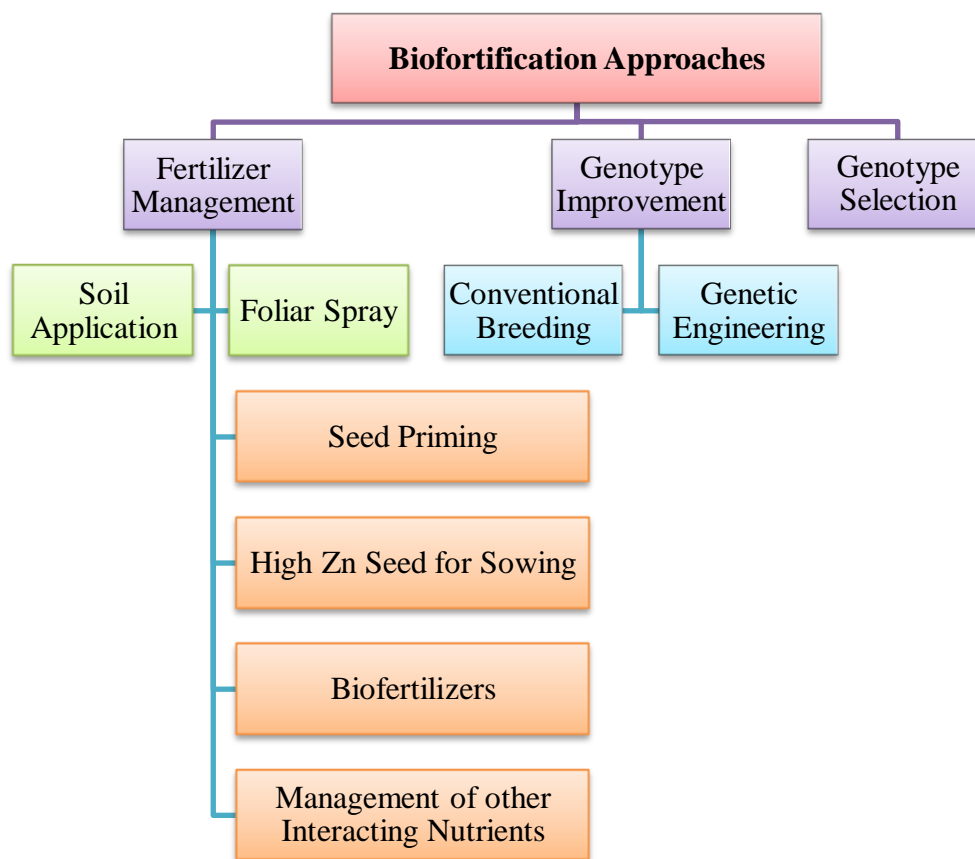 Biofortification Approaches
Fertilizer
Management
Genotype
Improvement
Genotype
Selection
Soil
Application
Foliar Spray
Conventional
Breeding
Genetic
Engineering
Seed Priming
High Zn Seed for Sowing
Biofertilizers
Management of other
Interacting Nutrients